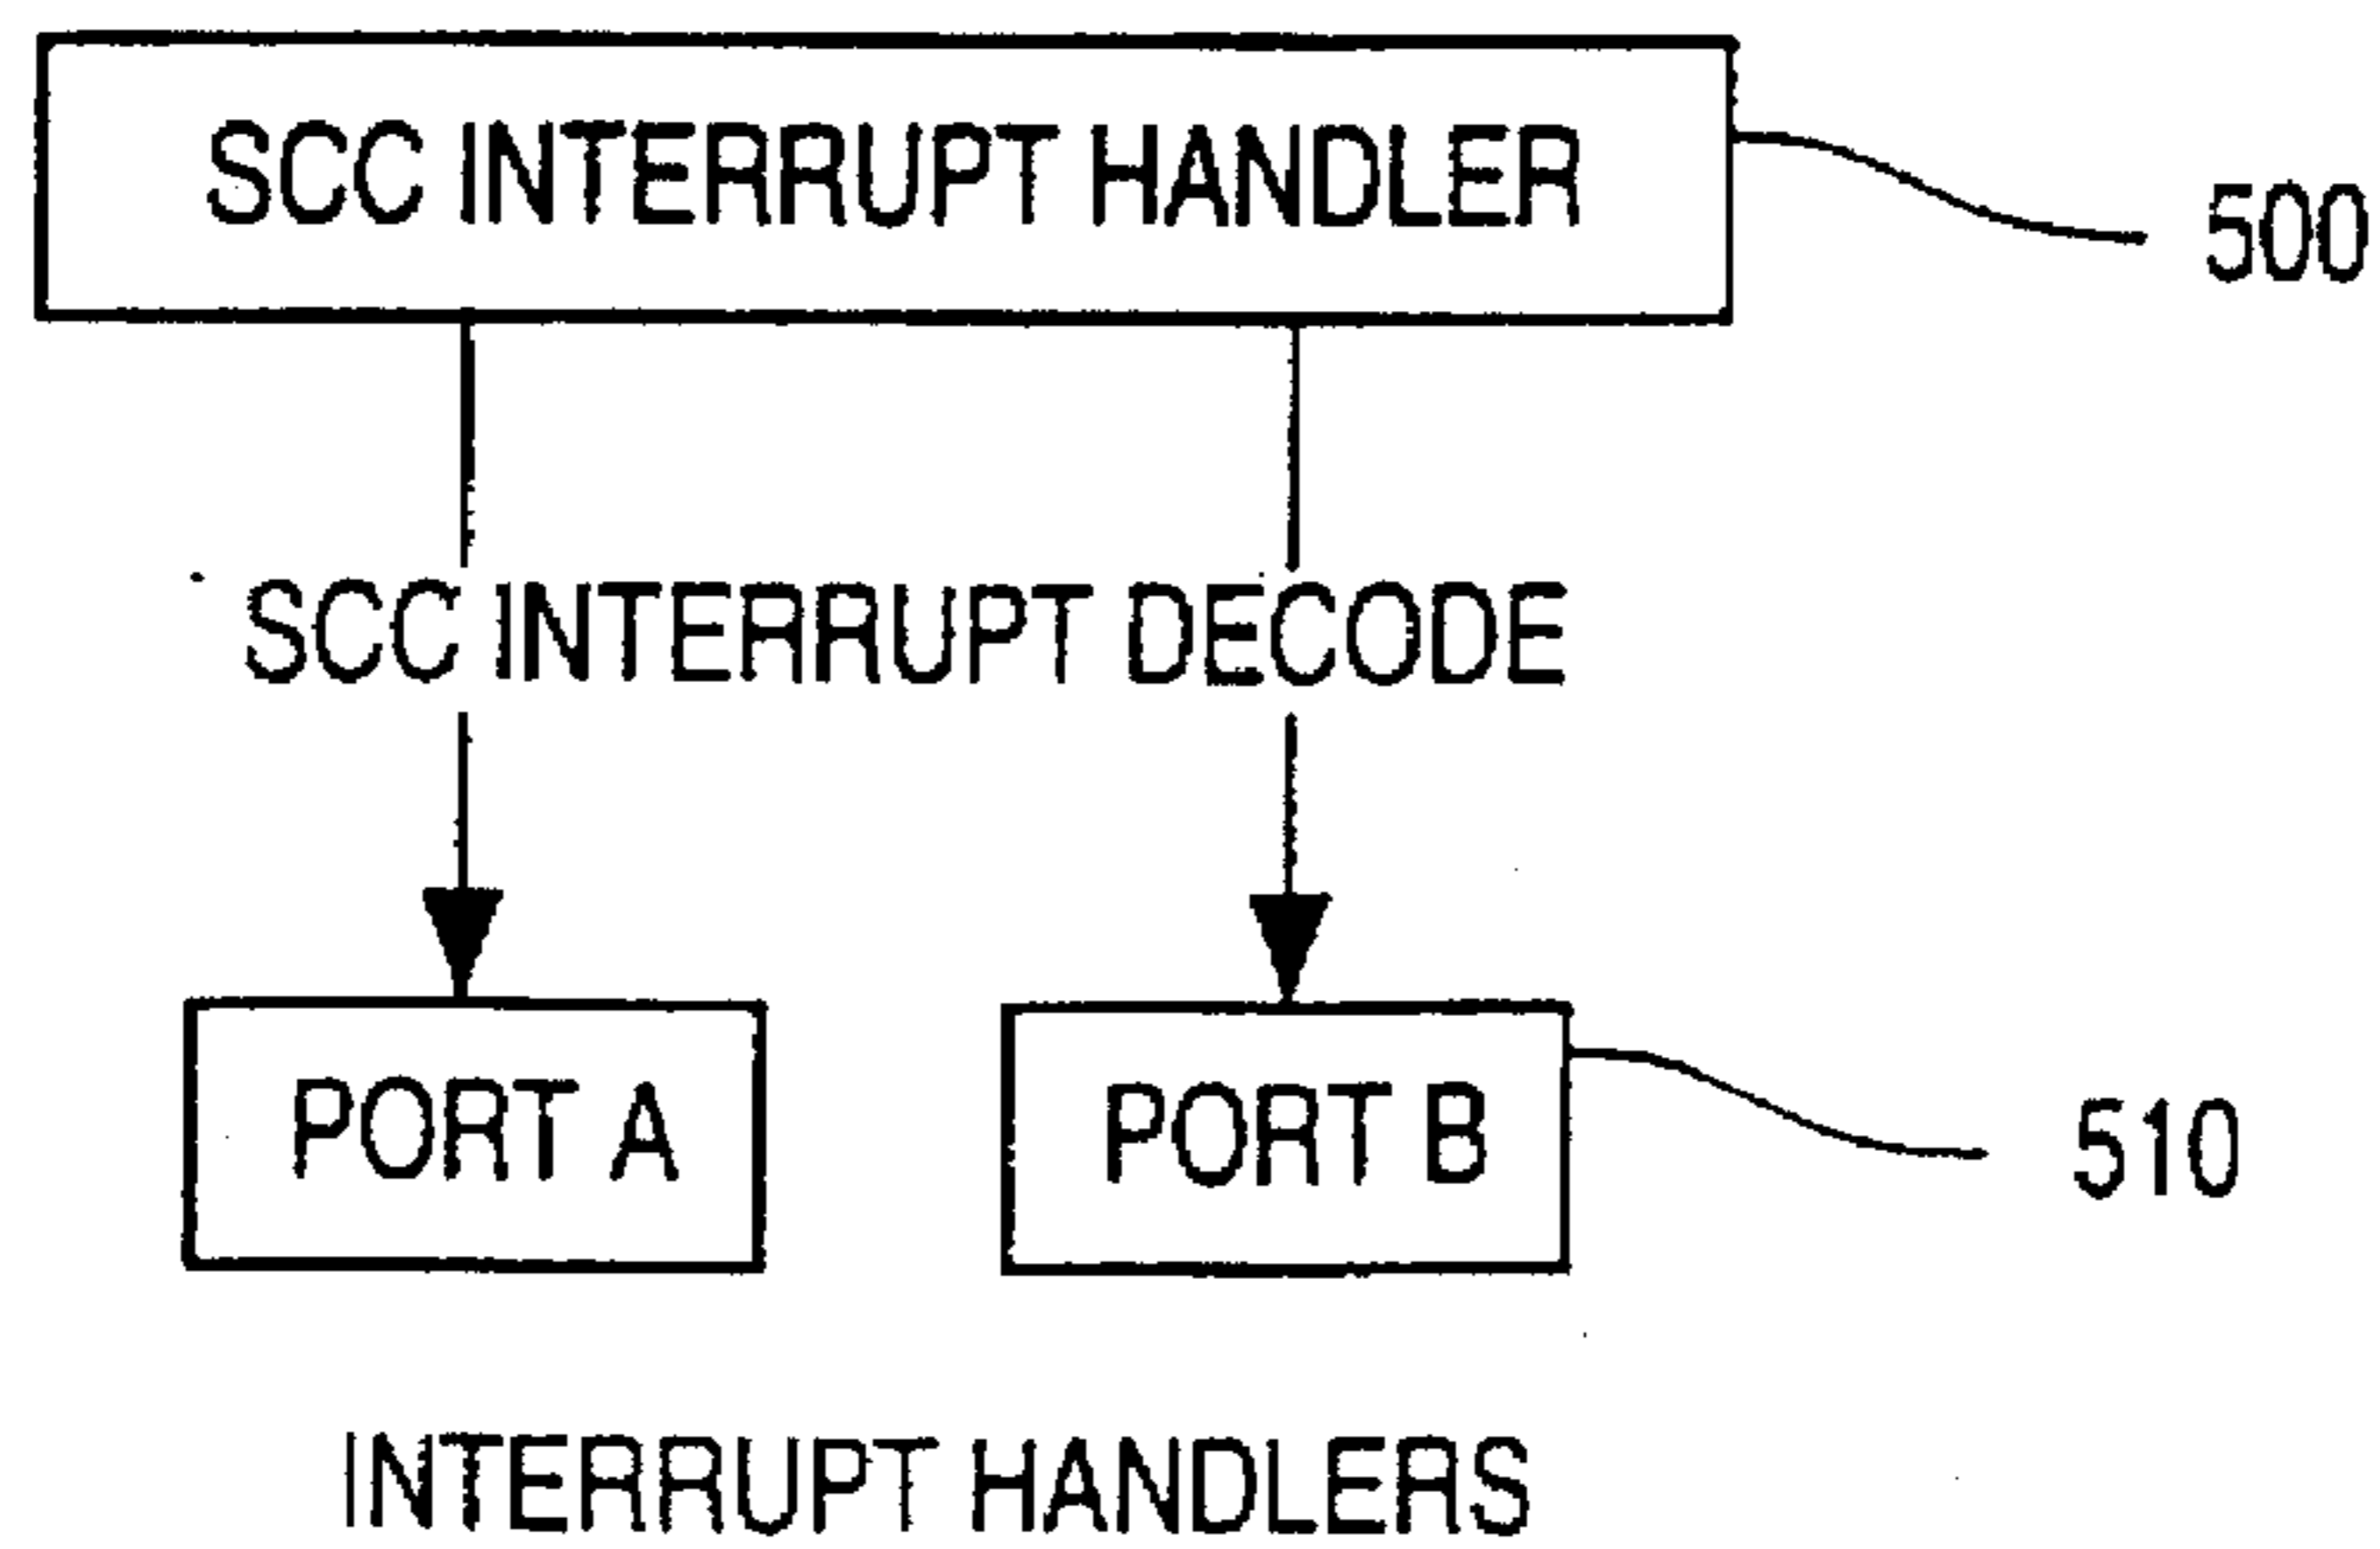 SCC INTERRUPT HANDLER
500
SCC INTERRUPT DECODE
PORT A
PORT B
510
INTERRUPT HANDLERS